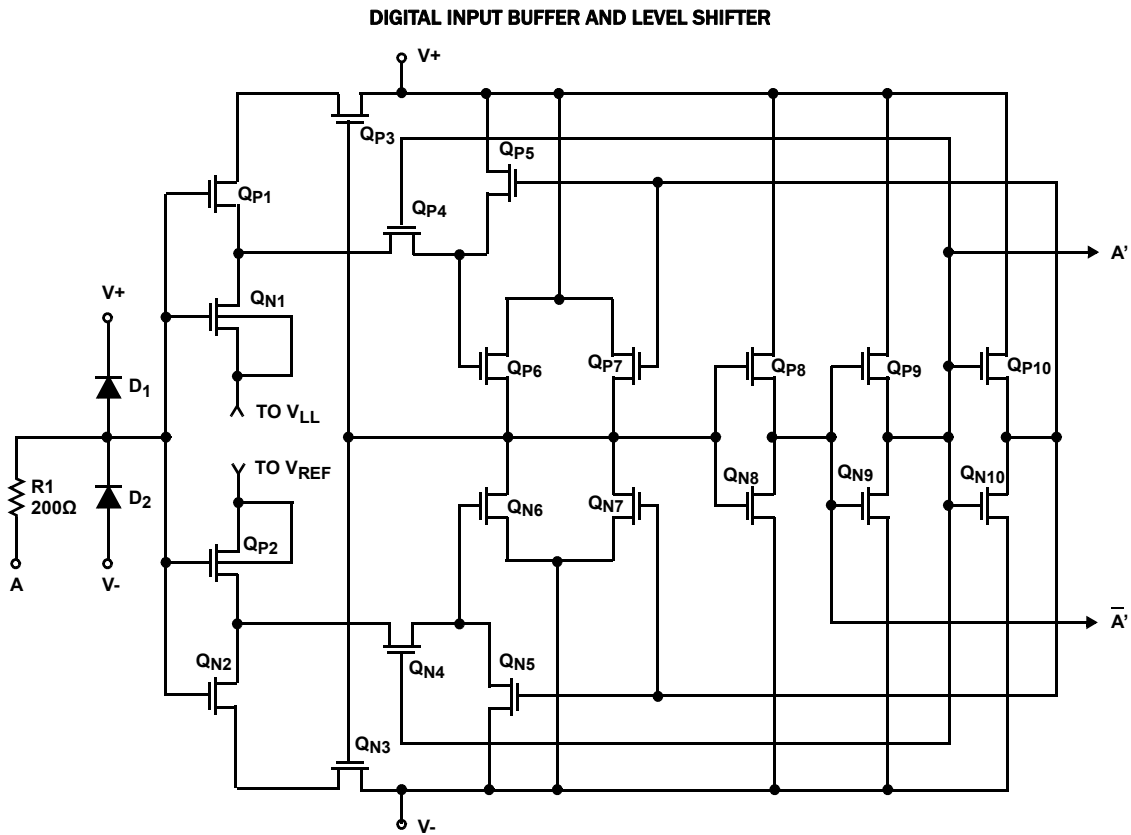 DIGITAL INPUT BUFFER AND LEVEL SHIFTER
V+
QP3
QP5
QP1
QP4
A'
V+
QN1
QP6
QP7
QP8
QP9
QP10
D1
TO VLL
TO VREF
R1
200Ω
D2
QN6
QN7
QN8
QN9
QN10
QP2
A
V-
A̅'
QN2
QN4
QN5
QN3
V-